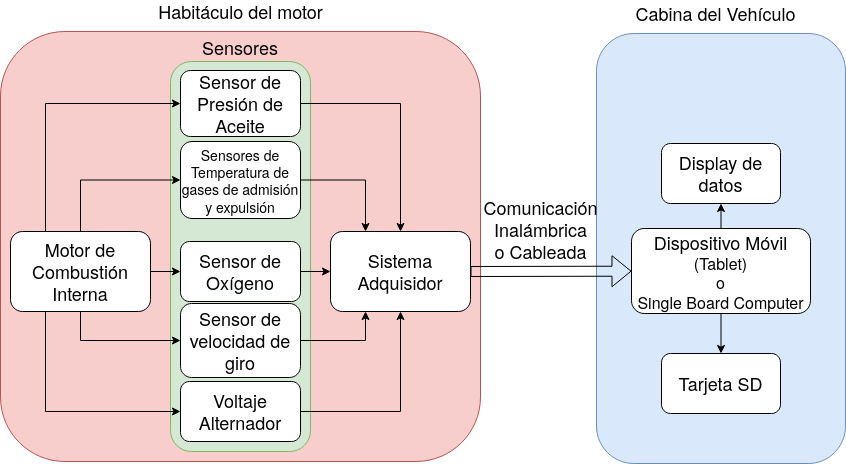 Habitáculo del motor
Sensores
Sensor de
Presión de
Aceite
Sensores de
Temperatura de
gases de admisión
y expulsión
Motor de
Combustión
Interna
Sensor de
Oxígeno
Sensor de
velocidad de
giro
Voltaje
Alternador
Sistema
Adquisidor
Comunicación
Inalámbrica
o Cableada
Cabina del Vehículo
Display de
datos
Dispositivo Móvil
(Tablet)
o
SIngle Board Computer
Tarjeta SD